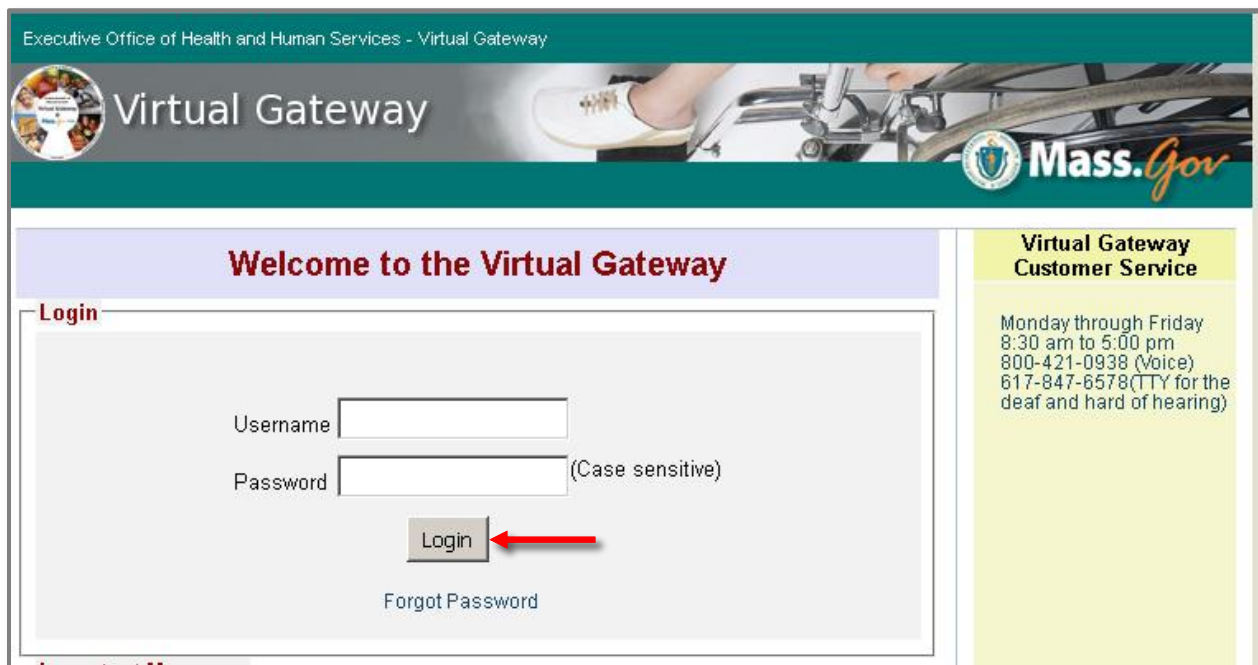 Executive Office of Health and Human Services - Virtual Gateway
Virtual Gateway
Mass.Gov
Welcome to the Virtual Gateway
Login
Username
Password
(Case sensitive)
Login
Forgot Password
Virtual Gateway
Customer Service
Monday through Friday
8:30 am to 5:00 pm
800-421-0938 (Voice)
617-847-6578(TTY for the
deaf and hard of hearing)